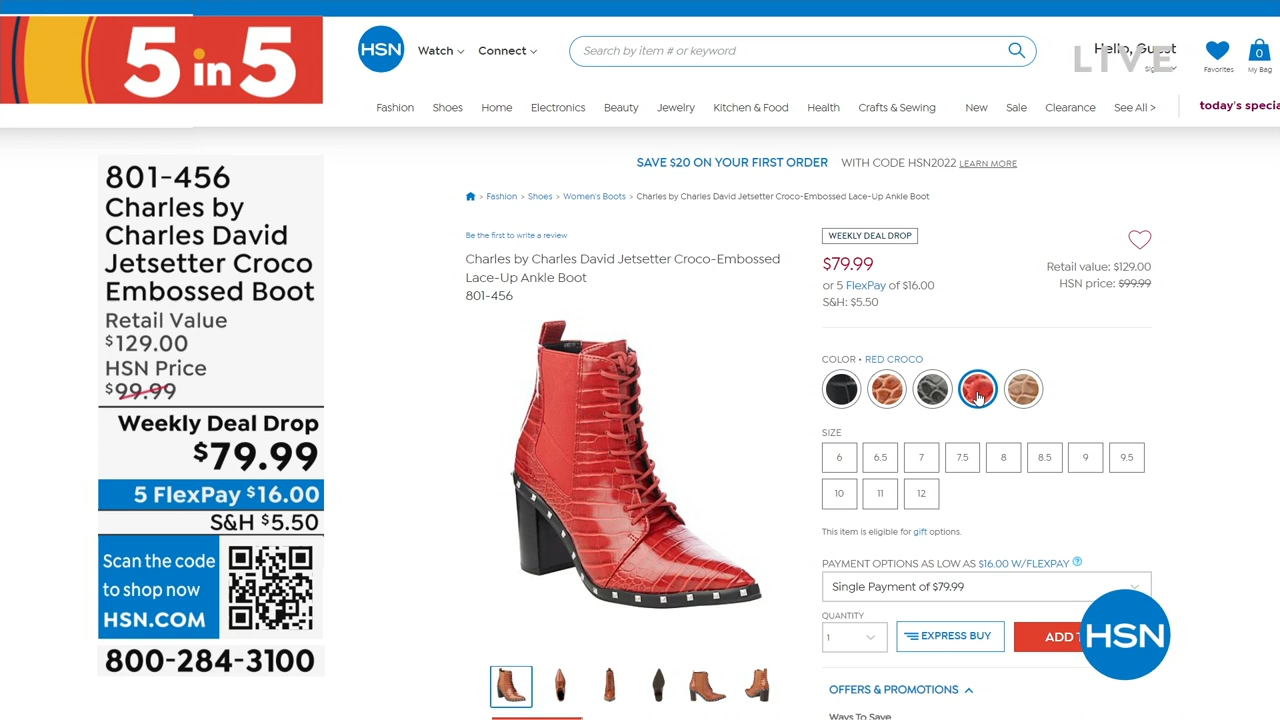 5 in 5
HSN
Watch
Connect
Search by item # or keyword
Hello, Guest
LIVE
Favorites
0
My Bag
Fashion
Shoes
Home
Electronics
Beauty
Jewelry
Kitchen & Food
Health
Crafts & Sewing
New
Sale
Clearance
See All >
today's specia
801-456
Charles by
Charles David
Jetsetter Croco
Embossed Boot
Retail Value
$129.00
HSN Price
$99.99
Weekly Deal Drop
$79.99
5 FlexPay $16.00
S&H $5.50
Scan the code
to shop now
HSN.COM
800-284-3100
SAVE $20 ON YOUR FIRST ORDER WITH CODE HSN2022 LEARN MORE
> Fashion > Shoes > Women's Boots > Charles by Charles David Jetsetter Croco-Embossed Lace-Up Ankle Boot
Be the first to write a review
Charles by Charles David Jetsetter Croco-Embossed
Lace-Up Ankle Boot
801-456
WEEKLY DEAL DROP
$79.99
or 5 FlexPay of $16.00
S&H: $5.50
Retail value: $129.00
HSN price: $99.99
COLOR • RED CROCO
SIZE
6 6.5 7 7.5 8 8.5 9 9.5
10 11 12
This item is eligible for gift options.
PAYMENT OPTIONS AS LOW AS $16.00 W/FLEXPAY ?
Single Payment of $79.99
QUANTITY
1
EXPRESS BUY
ADD
HSN
OFFERS & PROMOTIONS
Ways To Save